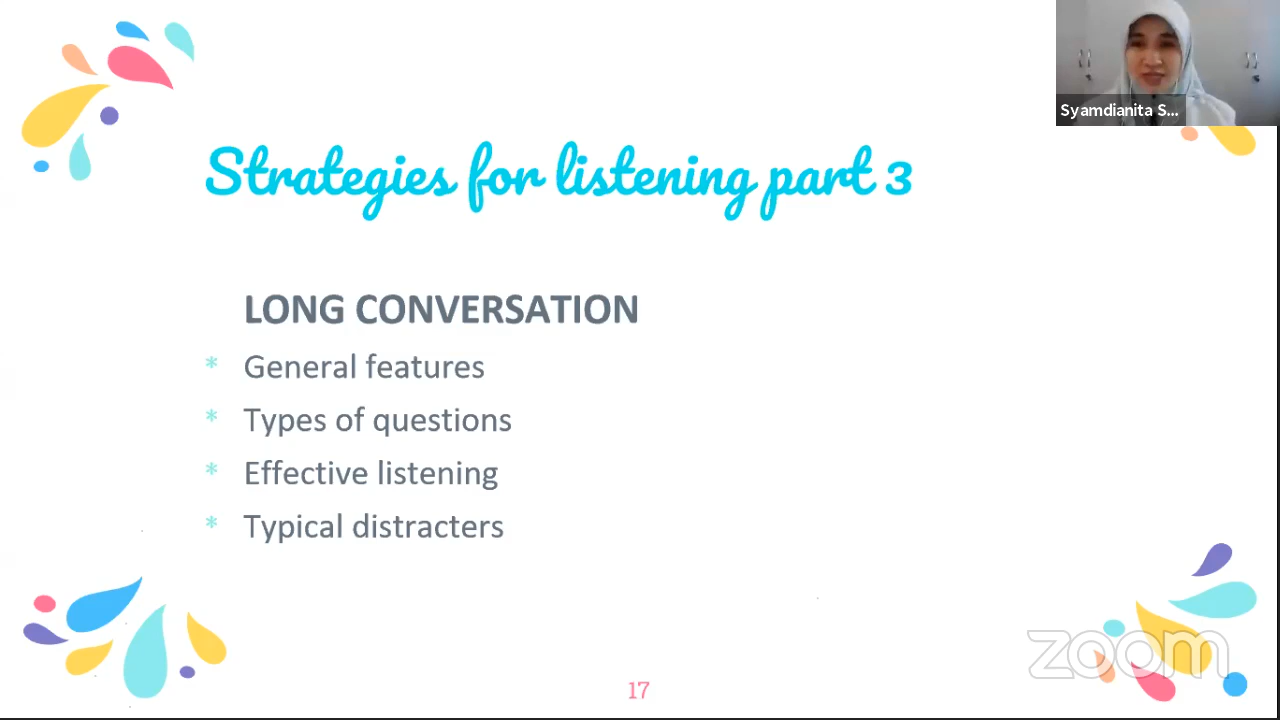 Syamdianita S...
Strategies for listening part 3
LONG CONVERSATION
* General features
* Types of questions
* Effective listening
* Typical distracters
zoom
17